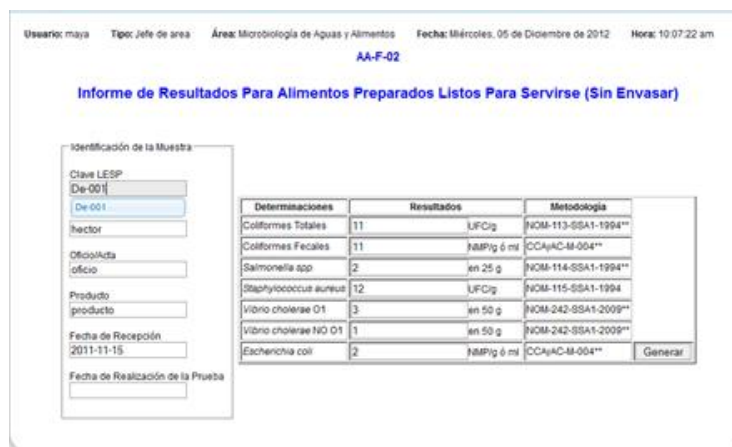 Usuario: maya Tipo: Jefe de area Área: Microbiología de Aguas y Alimentos Fecha: Miércoles, 05 de Diciembre de 2012 Hora: 10:07:22 am
AA-F-02
Informe de Resultados Para Alimentos Preparados Listos Para Servirse (Sin Envasar)
Identificación de la Muestra
Clave LESP
De-001
De-001
hector
Oficio/Acta
oficio
Producto
producto
Fecha de Recepción
2011-11-15
Fecha de Realización de la Prueba
Determinaciones Resultados Metodología
Coliformes Totales 11 UFC/g NOM-113-SSA1-1994**
Coliformes Fecales 11 NMP/g ó ml CCAyAC-M-004**
Salmonella spp 2 en 25 g NOM-114-SSA1-1994**
Staphylococcus aureus 12 UFC/g NOM-115-SSA1-1994
Vibrio cholerae O1 3 en 50 g NOM-242-SSA1-2009**
Vibrio cholerae NO O1 1 en 50 g NOM-242-SSA1-2009**
Escherichia coli 2 NMP/g ó ml CCAyAC-M-004** Generar